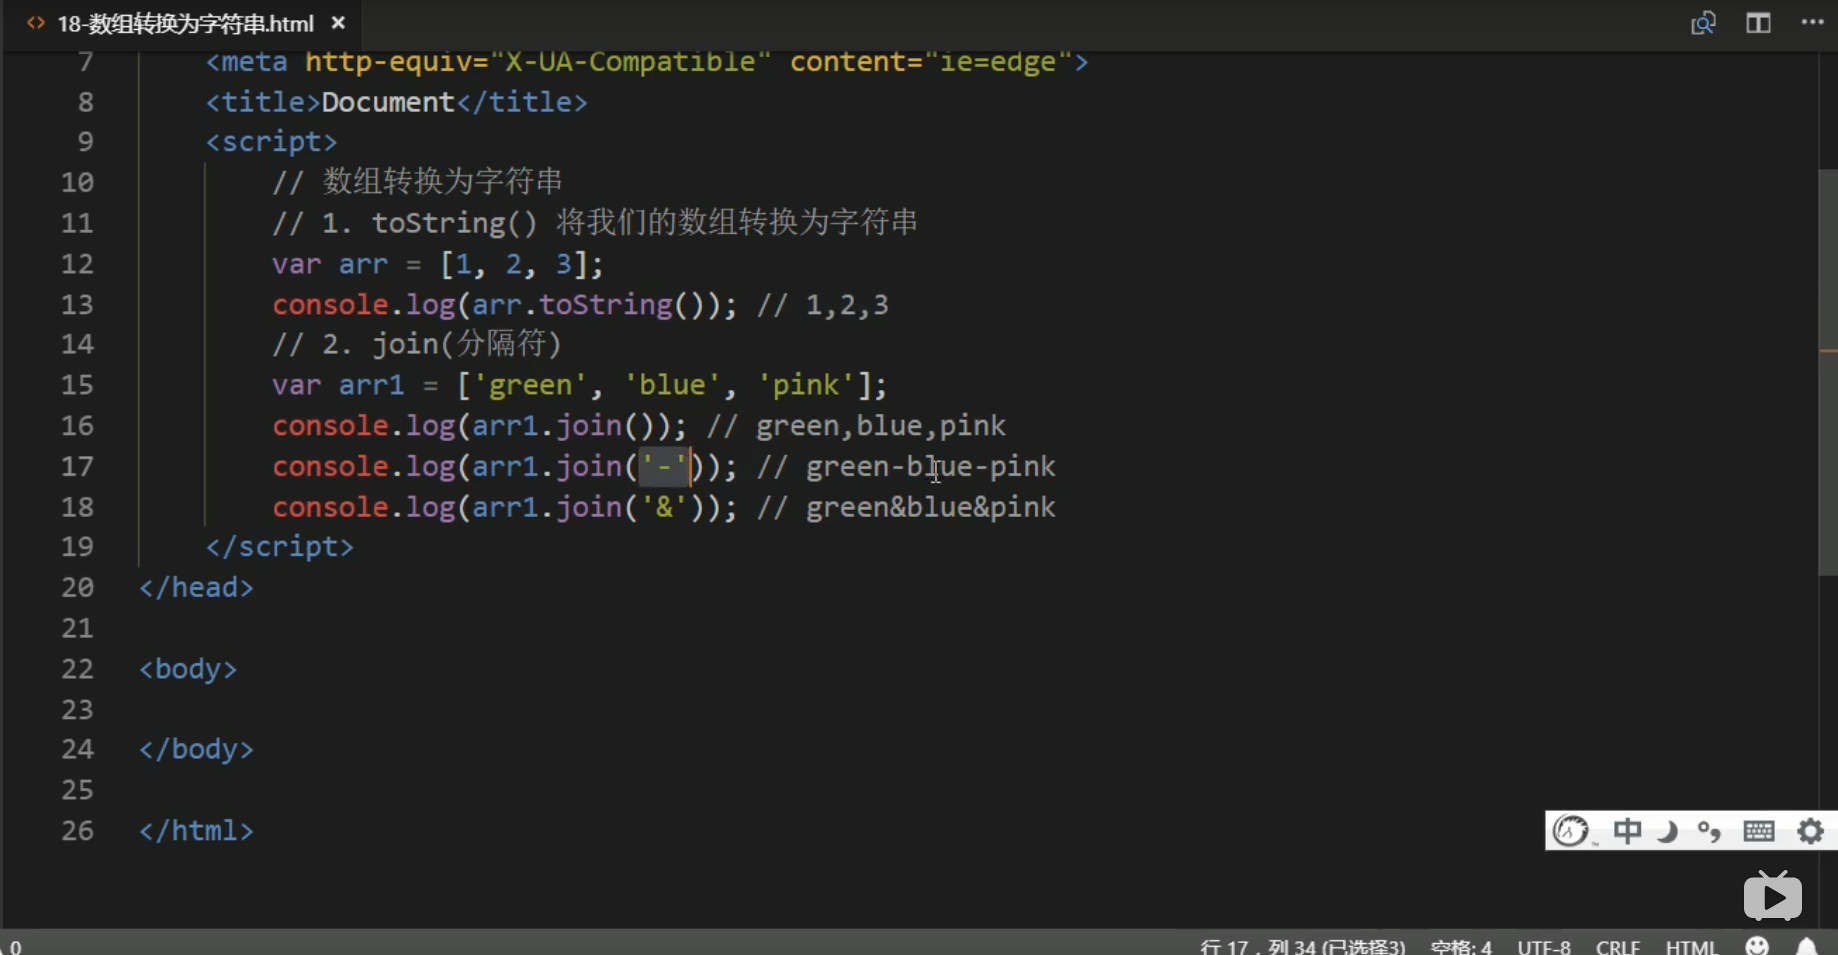 18-数组转换为字符串.html
7 <meta http-equiv="X-UA-Compatible" content="ie=edge">
8 <title>Document</title>
9 <script>
10 // 数组转换为字符串
11 // 1. toString() 将我们的数组转换为字符串
12 var arr = [1, 2, 3];
13 console.log(arr.toString()); // 1,2,3
14 // 2. join(分隔符)
15 var arr1 = ['green', 'blue', 'pink'];
16 console.log(arr1.join()); // green,blue,pink
17 console.log(arr1.join('-')); // green-blue-pink
18 console.log(arr1.join('&')); // green&blue&pink
19 </script>
20 </head>
21
22 <body>
23
24 </body>
25
26 </html>
中
0 行 17，列 34 (已选择3) 空格: 4 UTF-8 CRLF HTML